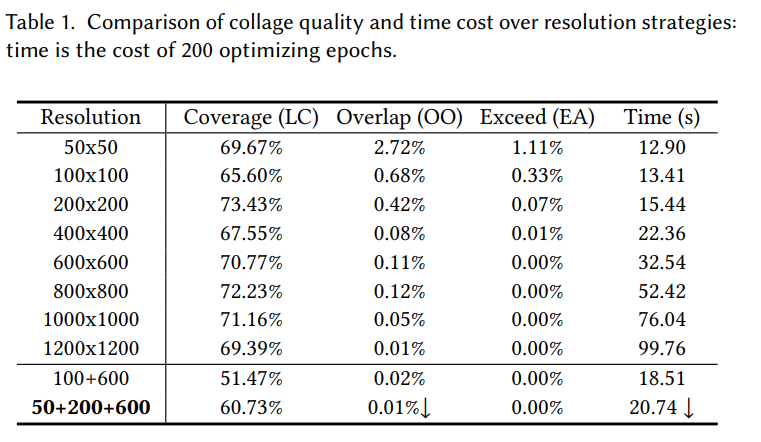 Table 1. Comparison of collage quality and time cost over resolution strategies:
time is the cost of 200 optimizing epochs.
Resolution Coverage (LC) Overlap (OO) Exceed (EA) Time (s)
50x50 69.67% 2.72% 1.11% 12.90
100x100 65.60% 0.68% 0.33% 13.41
200x200 73.43% 0.42% 0.07% 15.44
400x400 67.55% 0.08% 0.01% 22.36
600x600 70.77% 0.11% 0.00% 32.54
800x800 72.23% 0.12% 0.00% 52.42
1000x1000 71.16% 0.05% 0.00% 76.04
1200x1200 69.39% 0.01% 0.00% 99.76
100+600 51.47% 0.02% 0.00% 18.51
50+200+600 60.73% 0.01%↓ 0.00% 20.74 ↓